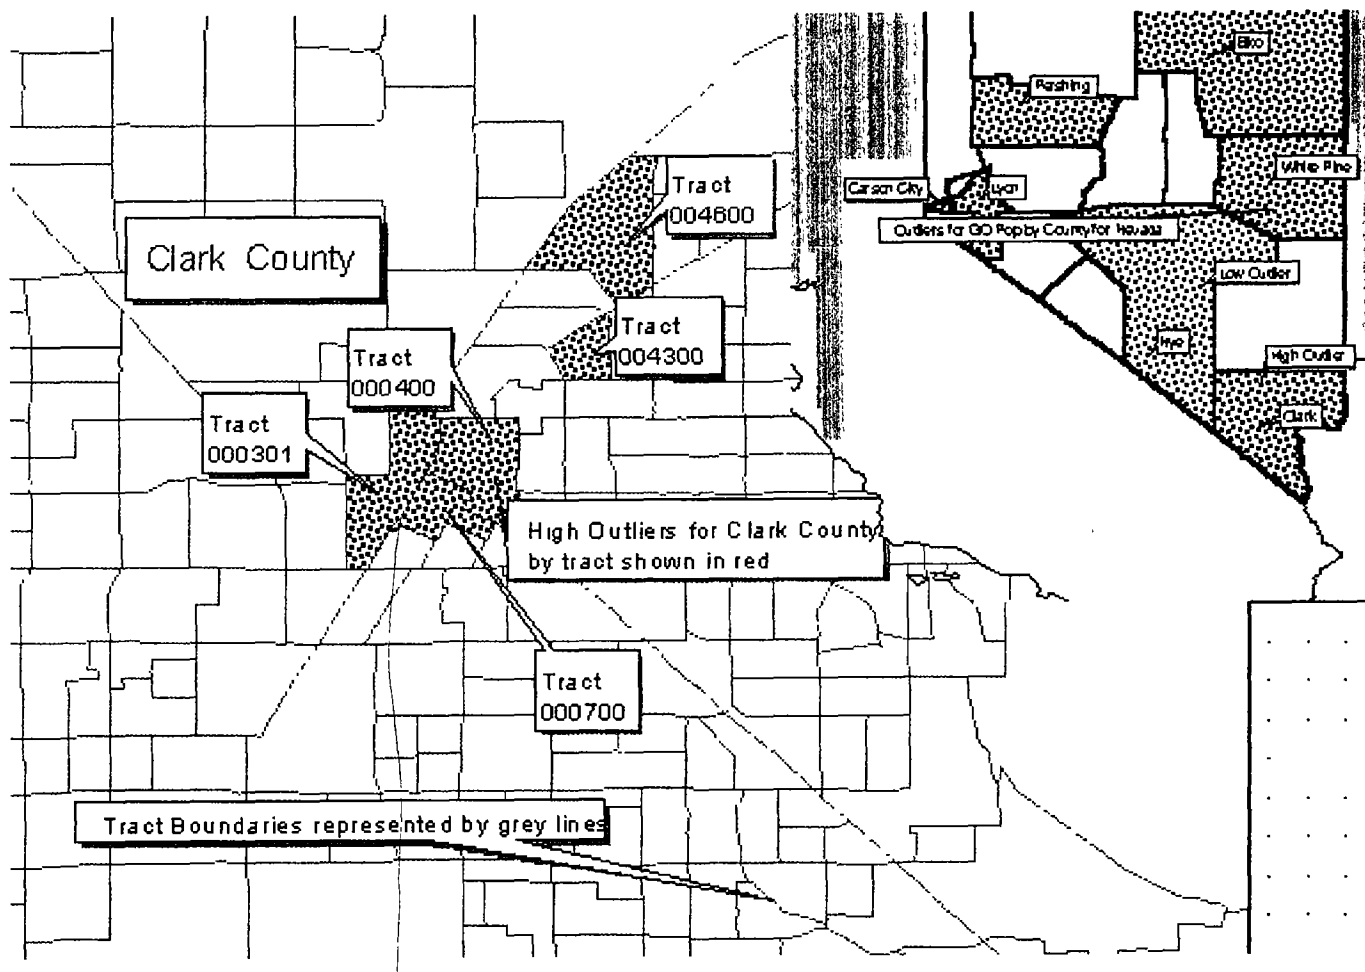 Elko
Pershing
Tract
004600
White Pine
Carson City
Lyon
Clark County
Outliers for GQ Pop by County for Nevada
Low Outlier
Tract
004300
Tract
000400
Nye
High Outlier
Tract
000301
Clark
High Outliers for Clark County
by tract shown in red
Tract
000700
Tract Boundaries represented by grey lines